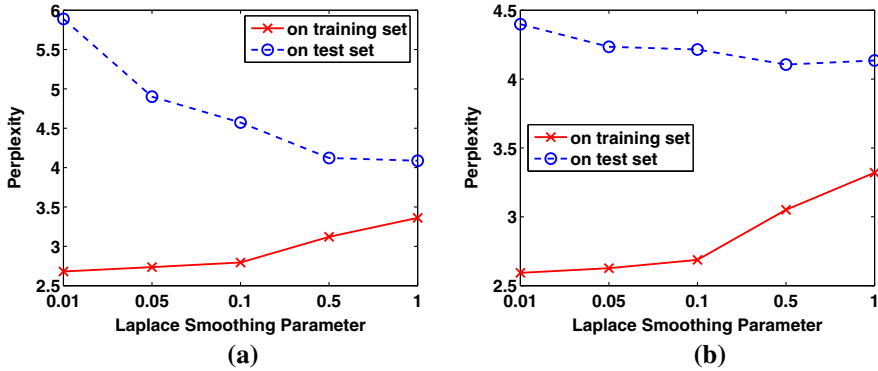 6
5.5
5
4.5
4
3.5
3
2.5
Perplexity
on training set
on test set
0.01 0.05 0.1 0.5 1
Laplace Smoothing Parameter
(a)
4.5
4
3.5
3
2.5
Perplexity
on training set
on test set
0.01 0.05 0.1 0.5 1
Laplace Smoothing Parameter
(b)